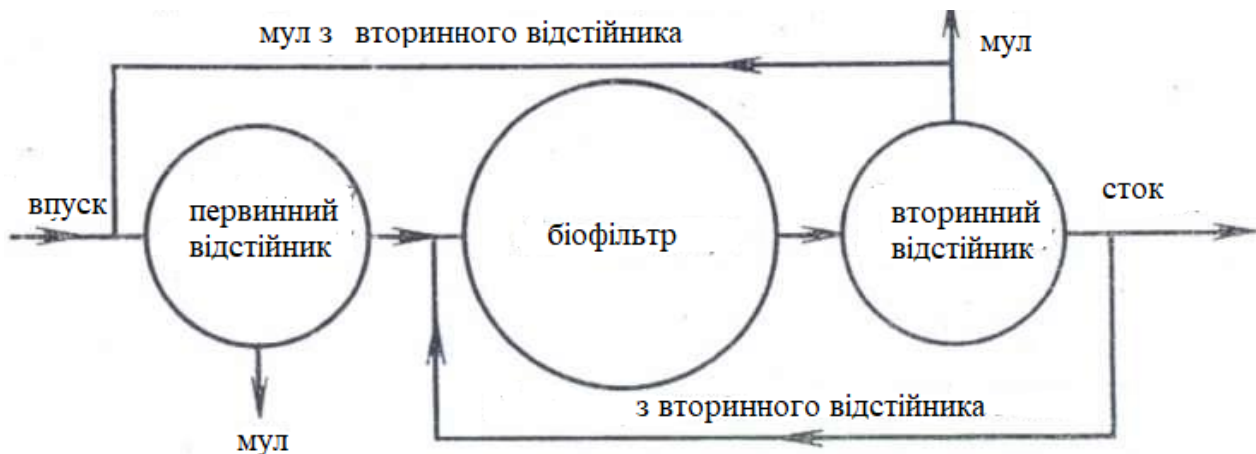 мул з вторинного відстійника
мул
впуск
первинний
відстійник
біофільтр
вторинний
відстійник
сток
з вторинного відстійника
мул